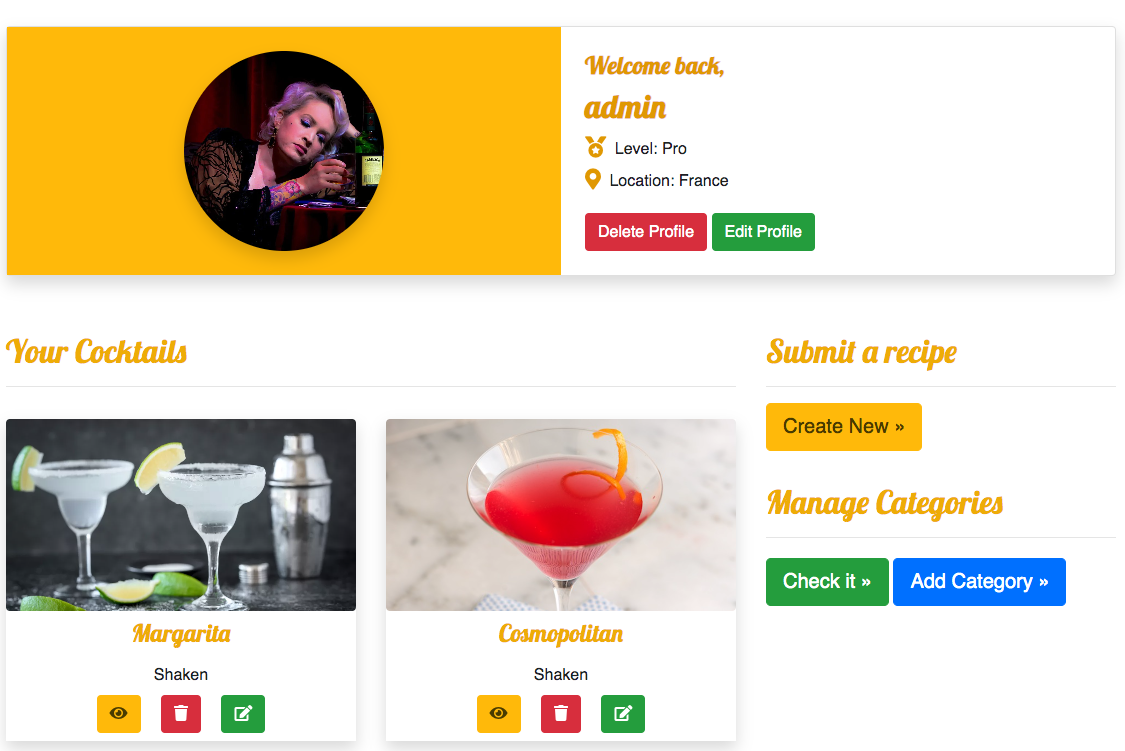 Welcome back,
admin
Level: Pro
Location: France
Delete Profile
Edit Profile
Your Cocktails
Margarita
Shaken
Cosmopolitan
Shaken
Submit a recipe
Create New »
Manage Categories
Check it »
Add Category »